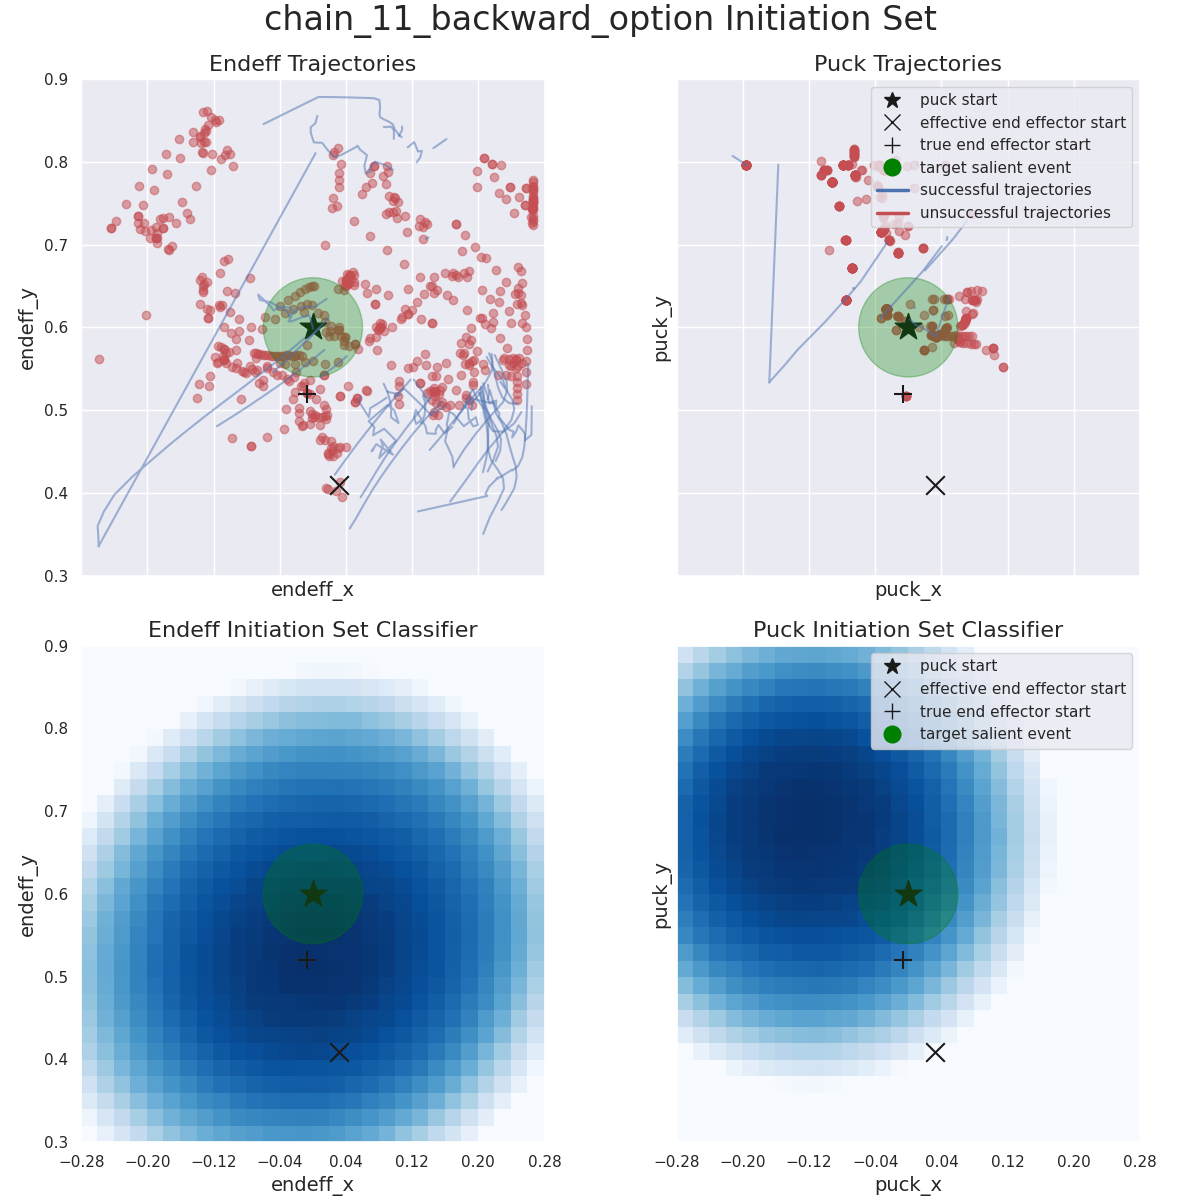 chain_11_backward_option Initiation Set
Endeff Trajectories
Puck Trajectories
0.9
0.8
0.7
0.6
0.5
0.4
0.3
endeff_y
endeff_x
puck_y
puck_x
puck start
effective end effector start
true end effector start
target salient event
successful trajectories
unsuccessful trajectories
Endeff Initiation Set Classifier
Puck Initiation Set Classifier
0.9
0.8
0.7
0.6
0.5
0.4
0.3
endeff_y
−0.28 −0.20 −0.12 −0.04 0.04 0.12 0.20 0.28
endeff_x
puck_y
puck start
effective end effector start
true end effector start
target salient event
−0.28 −0.20 −0.12 −0.04 0.04 0.12 0.20 0.28
puck_x